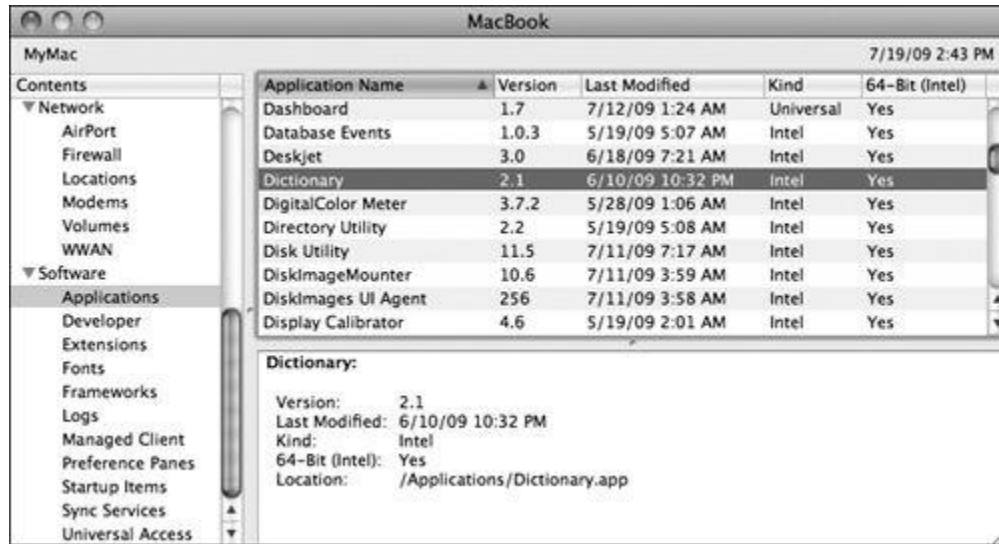 MacBook
MyMac 7/19/09 2:43 PM
Contents
Network
AirPort
Firewall
Locations
Modems
Volumes
WWAN
Software
Applications
Developer
Extensions
Fonts
Frameworks
Logs
Managed Client
Preference Panes
Startup Items
Sync Services
Universal Access
Application Name Version Last Modified Kind 64-Bit (Intel)
Dashboard 1.7 7/12/09 1:24 AM Universal Yes
Database Events 1.0.3 5/19/09 5:07 AM Intel Yes
Deskjet 3.0 6/18/09 7:21 AM Intel Yes
Dictionary 2.1 6/10/09 10:32 PM Intel Yes
DigitalColor Meter 3.7.2 5/28/09 1:06 AM Intel Yes
Directory Utility 2.2 5/19/09 5:08 AM Intel Yes
Disk Utility 11.5 7/11/09 7:17 AM Intel Yes
DiskImageMounter 10.6 7/11/09 3:59 AM Intel Yes
DiskImages UI Agent 256 7/11/09 3:58 AM Intel Yes
Display Calibrator 4.6 5/19/09 2:01 AM Intel Yes
Dictionary:
Version: 2.1
Last Modified: 6/10/09 10:32 PM
Kind: Intel
64-Bit (Intel): Yes
Location: /Applications/Dictionary.app